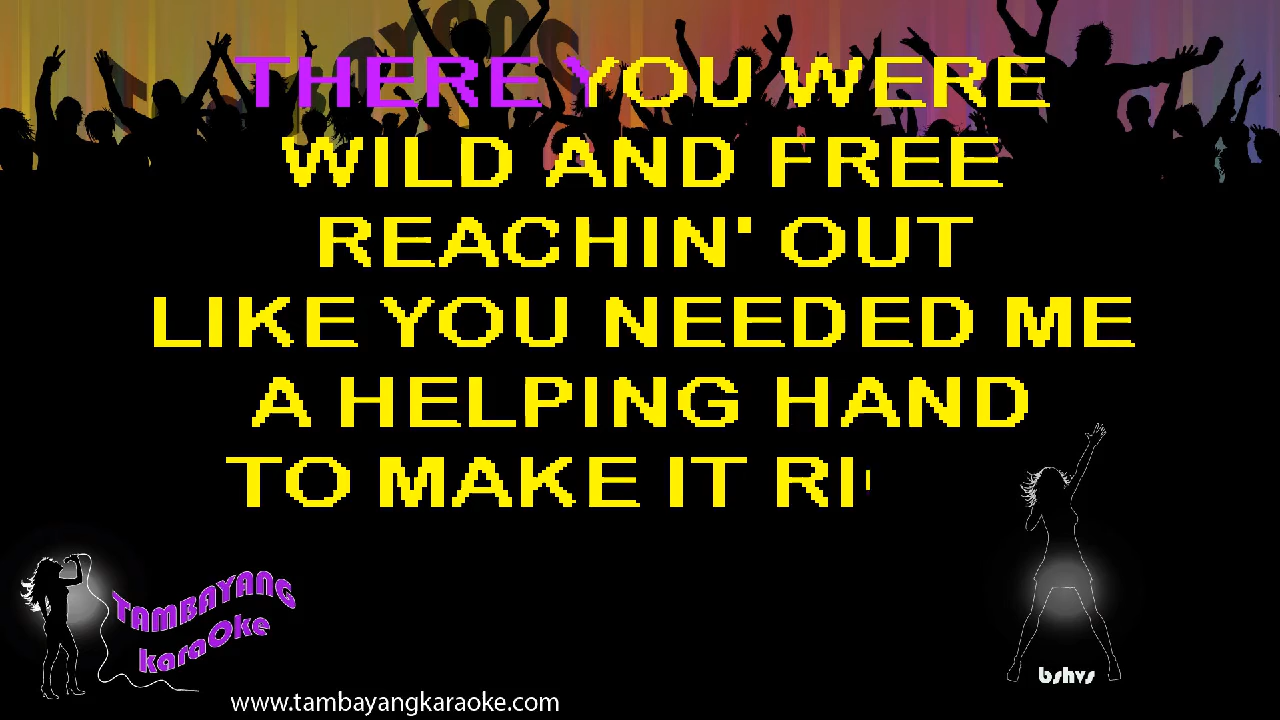 THERE YOU WERE
WILD AND FREE
REACHIN' OUT
LIKE YOU NEEDED ME
A HELPING HAND
TO MAKE IT RI
TAMBAYANG
karaOke
bshvs
www.tambayangkaraoke.com